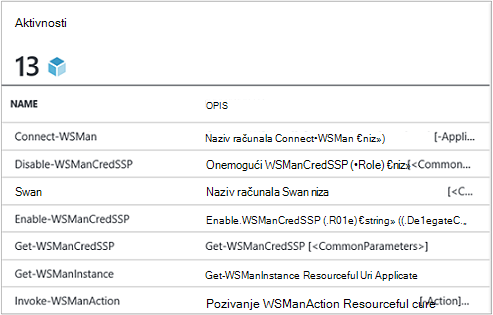 Aktivnosti
13
NAME OPIS
Connect-WSMan Naziv računala Connect•WSMan €niz») [-Appli...
Disable-WSManCredSSP Onemogući WSManCredSSP (•Role) €niz» [<Common...
Swan Naziv računala Swan niza [<C...
Enable-WSManCredSSP Enable.WSManCredSSP (.R01e) €string» ((.De1egateC..
Get-WSManCredSSP Get-WSManCredSSP [<CommonParameters>]
Get-WSManInstance Get-WSManInstance Resourceful Uri Applicate
Invoke-WSManAction Pozivanje WSManAction Resourceful cure [-Action]...